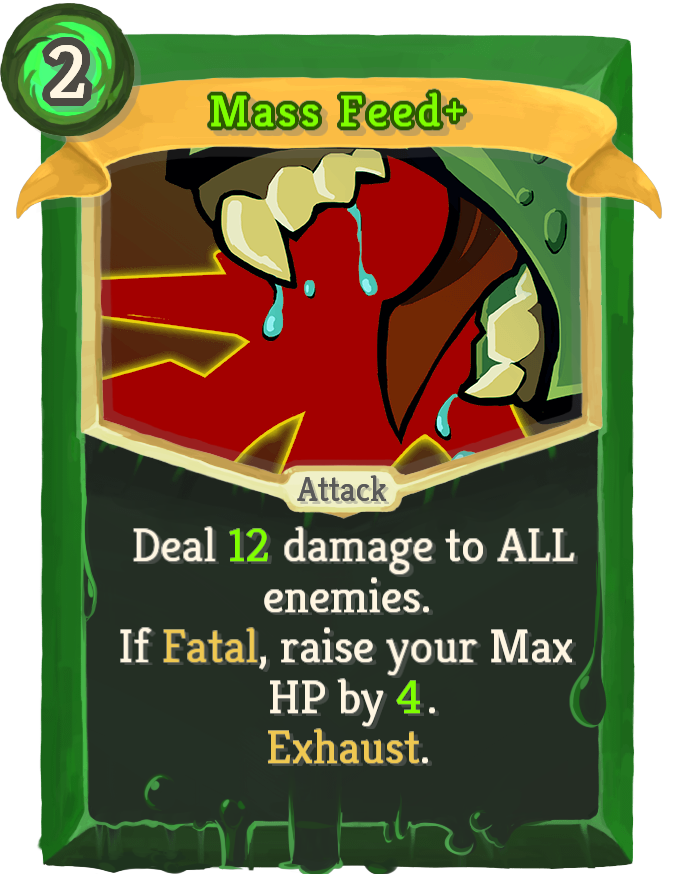 2
Mass Feed+
Attack
Deal 12 damage to ALL
enemies.
If Fatal, raise your Max
HP by 4.
Exhaust.